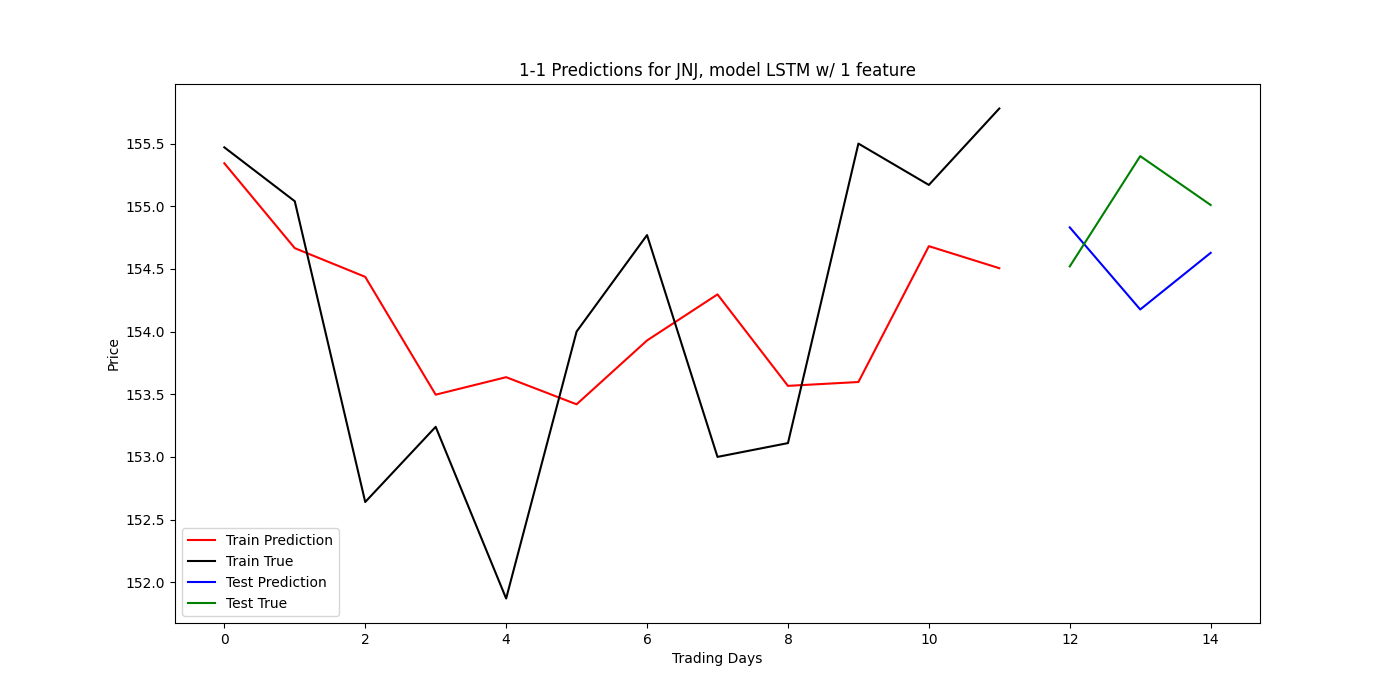 1-1 Predictions for JNJ, model LSTM w/ 1 feature
Price
155.5
155.0
154.5
154.0
153.5
153.0
152.5
152.0
Train Prediction
Train True
Test Prediction
Test True
0 2 4 6 8 10 12 14
Trading Days